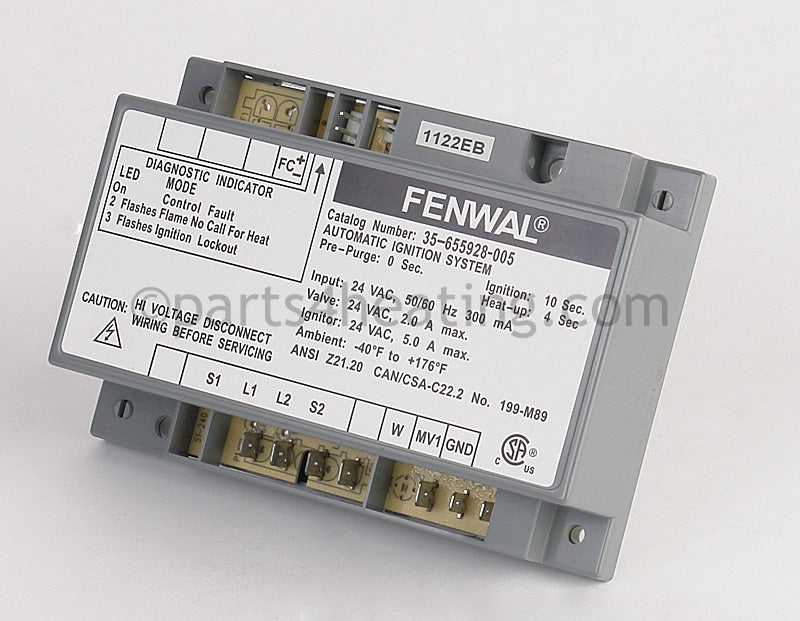 1122EB
FC + −
DIAGNOSTIC INDICATOR
LED MODE
On Control Fault
2 Flashes Flame No Call For Heat
3 Flashes Ignition Lockout
FENWAL®
Catalog Number: 35-655928-005
AUTOMATIC IGNITION SYSTEM
Pre-Purge: 0 Sec.
Ignition: 10 Sec.
Heat-up: 4 Sec
Input: 24 VAC, 50/60 Hz 300 mA
Valve: 24 VAC, 2.0 A max.
Ignitor: 24 VAC, 5.0 A max.
Ambient: -40°F to +176°F
ANSI Z21.20 CAN/CSA-C22.2 No. 199-M89
©parts4heating.com
CAUTION: HI VOLTAGE DISCONNECT
WIRING BEFORE SERVICING
S1 L1 L2 S2 W MV1 GND
C SA ® US